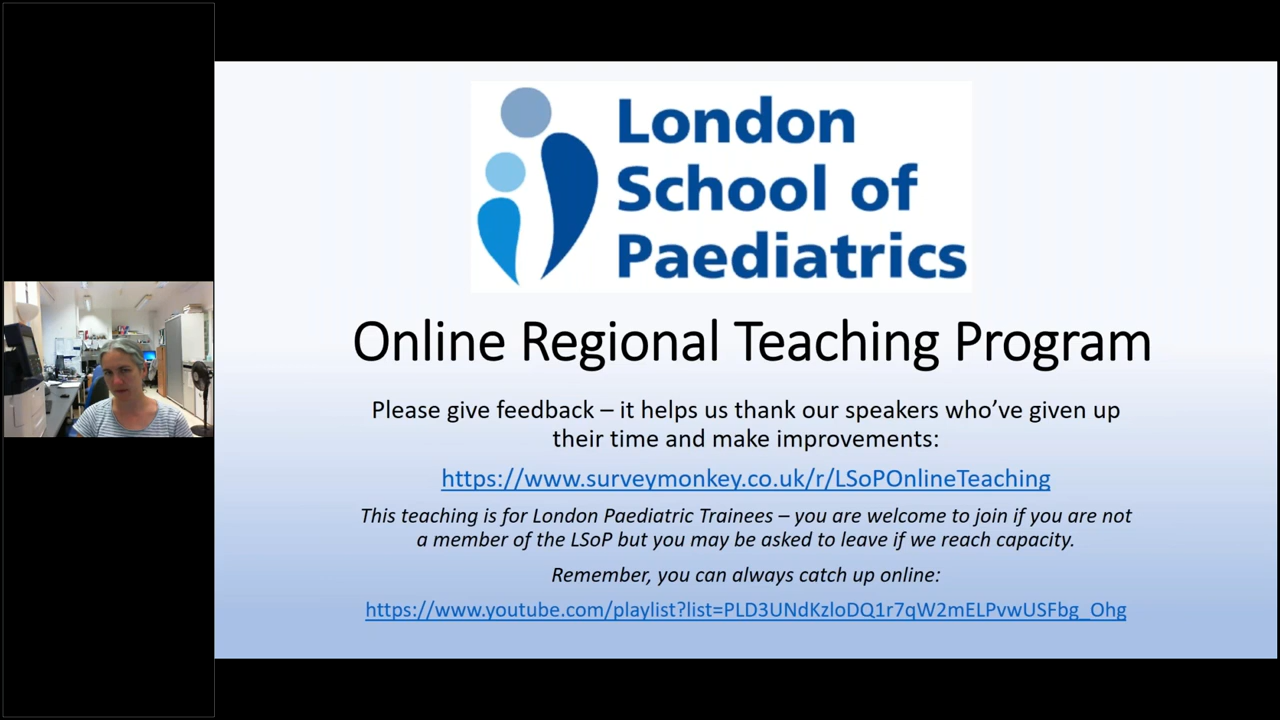 London
School of
Paediatrics
Online Regional Teaching Program
Please give feedback – it helps us thank our speakers who’ve given up
their time and make improvements:
https://www.surveymonkey.co.uk/r/LSoPOnlineTeaching
This teaching is for London Paediatric Trainees – you are welcome to join if you are not
a member of the LSoP but you may be asked to leave if we reach capacity.
Remember, you can always catch up online:
https://www.youtube.com/playlist?list=PLD3UNdKzloDQ1r7qW2mELPvwUSFbg_Ohg